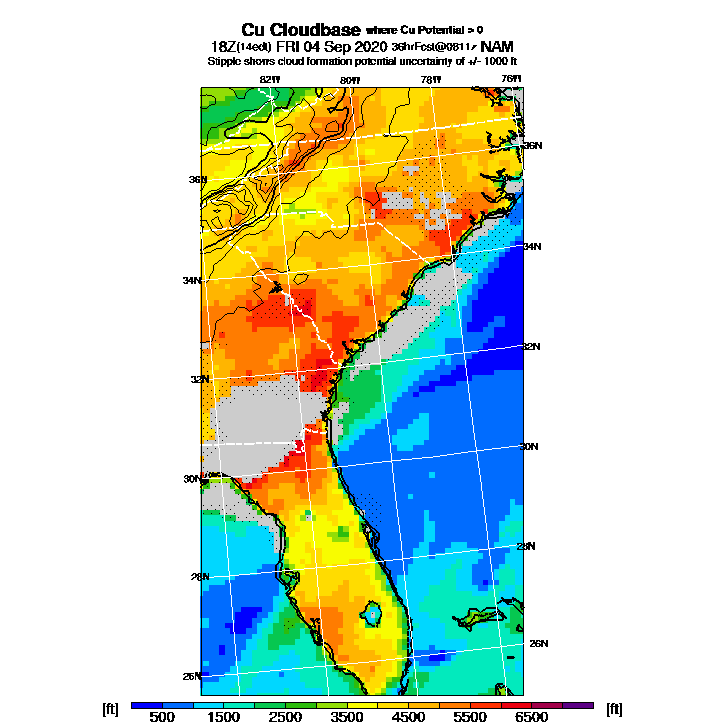 Cu Cloudbase where Cu Potential > 0
18Z(14edt) FRI 04 Sep 2020 36hrFcst@0611z NAM
Stipple shows cloud formation potential uncertainty of +/- 1000 ft
82W 80W 78W 76W
36N
36N
34N
34N
32N
32N
30N
30N
28N
28N
26N
26N
[ft] [ft]
500 1500 2500 3500 4500 5500 6500